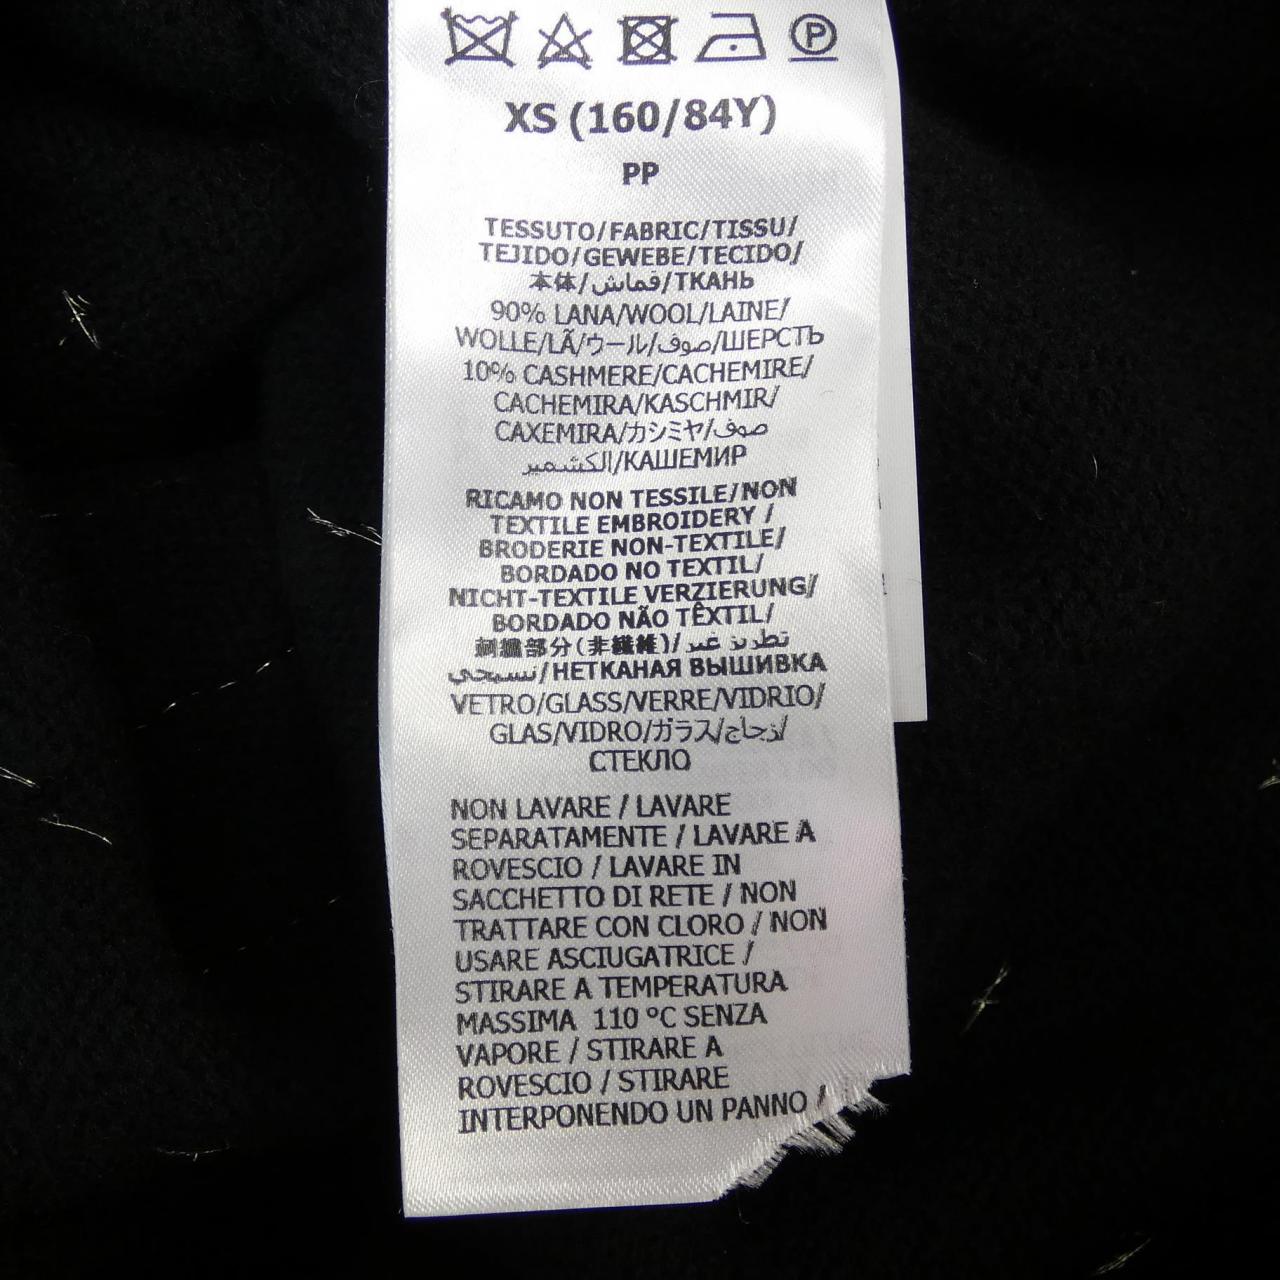 P
XS (160/84Y)
PP
TESSUTO/FABRIC/TISSU/
TEJIDO/GEWEBE/TECIDO/
本体/قماش/ТКАНЬ
90% LANA/WOOL/LAINE/
WOLLE/LÃ/ウール/صوف/ШЕРСТЬ
10% CASHMERE/CACHEMIRE/
CACHEMIRA/KASCHMIR/
CAXEMIRA/カシミヤ/صوف
الكشمير/КАШЕМИР
RICAMO NON TESSILE/NON
TEXTILE EMBROIDERY /
BRODERIE NON-TEXTILE/
BORDADO NO TEXTIL/
NICHT-TEXTILE VERZIERUNG/
BORDADO NÃO TÊXTIL/
刺繍部分(非繊維)/تطريز غير
نسيجي/НЕТКАНАЯ ВЫШИВКА
VETRO/GLASS/VERRE/VIDRIO/
GLAS/VIDRO/ガラス/زجاج/
СТЕКЛО
NON LAVARE / LAVARE
SEPARATAMENTE / LAVARE A
ROVESCIO / LAVARE IN
SACCHETTO DI RETE / NON
TRATTARE CON CLORO / NON
USARE ASCIUGATRICE /
STIRARE A TEMPERATURA
MASSIMA 110 °C SENZA
VAPORE / STIRARE A
ROVESCIO / STIRARE
INTERPONENDO UN PANNO /